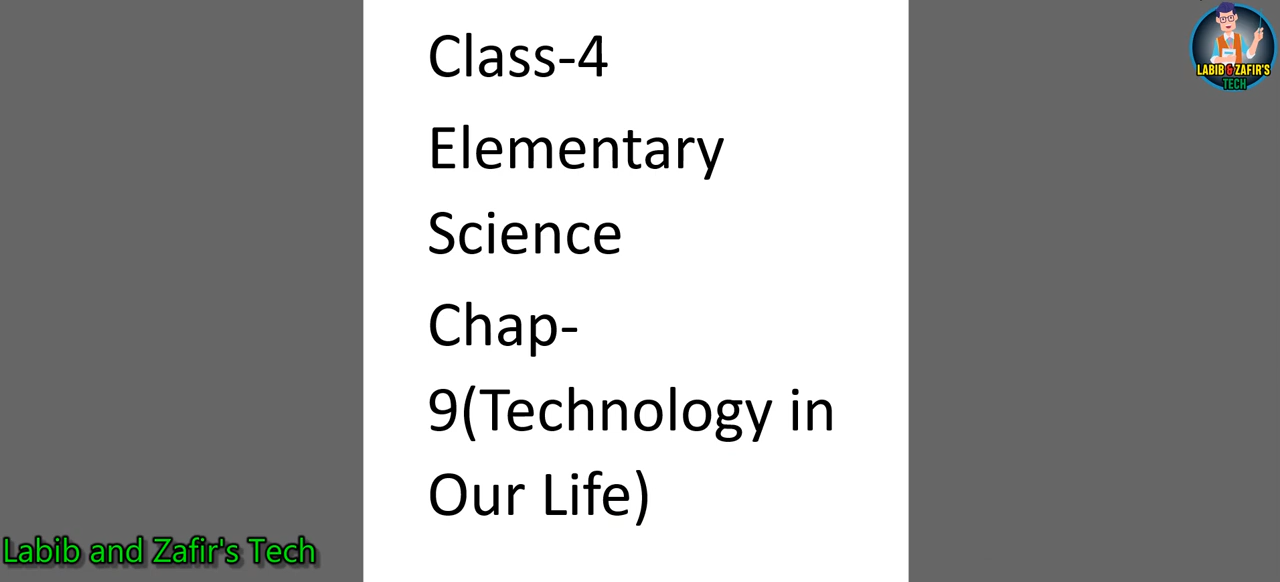 Class-4
Elementary
Science
Chap-
9(Technology in
Our Life)
LABIB & ZAFIR'S
TECH
Labib and Zafir's Tech